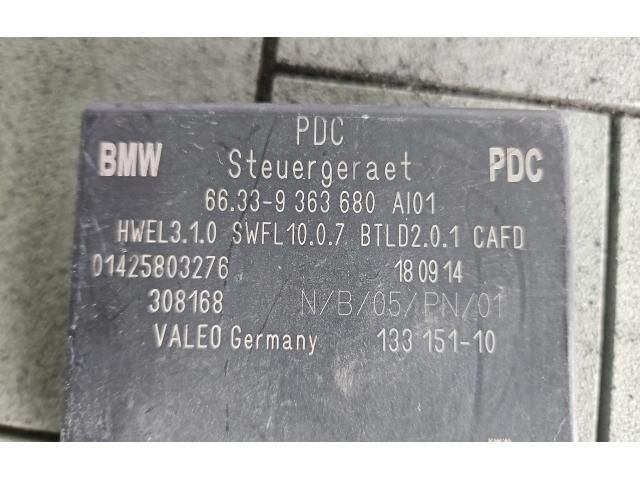 PDC
BMW Steuergeraet PDC
66.33-9 363 680 AI01
HWEL3.1.0 SWFL10.0.7 BTLD2.0.1 CAFD
01425803276 18 09 14
308168 N/B/05/PN/01
VALEO Germany 133 151-10